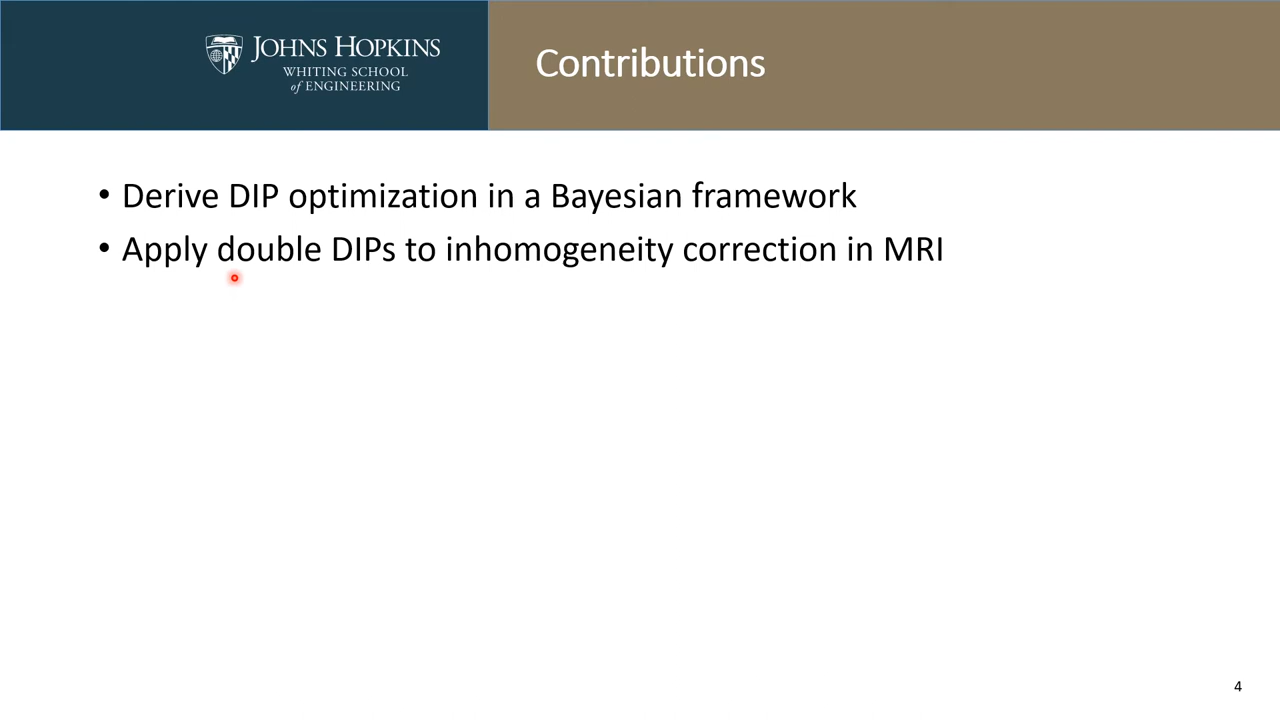 JOHNS HOPKINS
WHITING SCHOOL
of ENGINEERING
Contributions
• Derive DIP optimization in a Bayesian framework
• Apply double DIPs to inhomogeneity correction in MRI
4